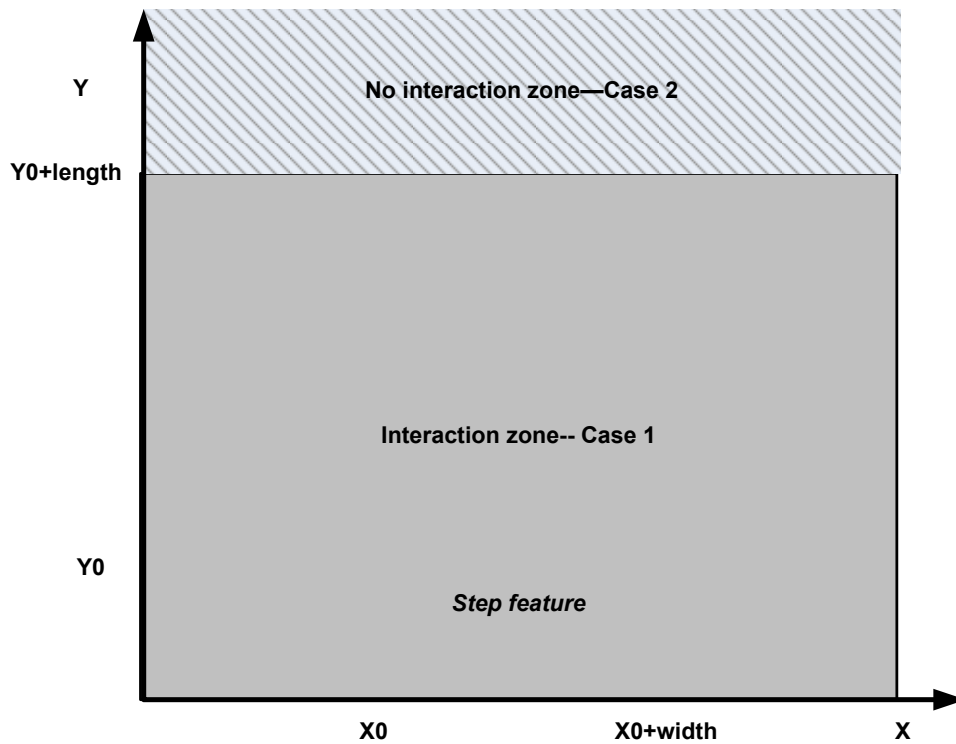 Y
No interaction zone—Case 2
Y0+length
Interaction zone-- Case 1
Y0
Step feature
X0
X0+width
X